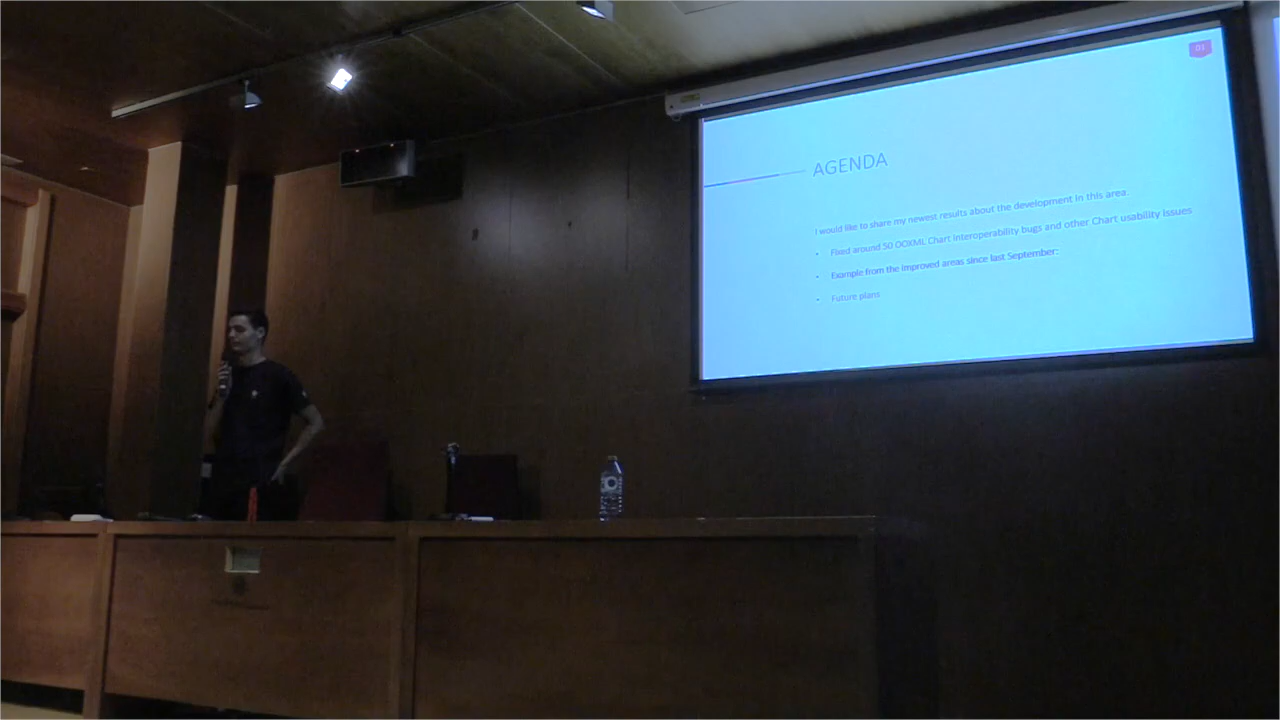 01
AGENDA
I would like to share my newest results about the development in this area.
• Fixed around 50 OOXML Chart interoperability bugs and other Chart usability issues
• Example from the improved areas since last September:
• Future plans